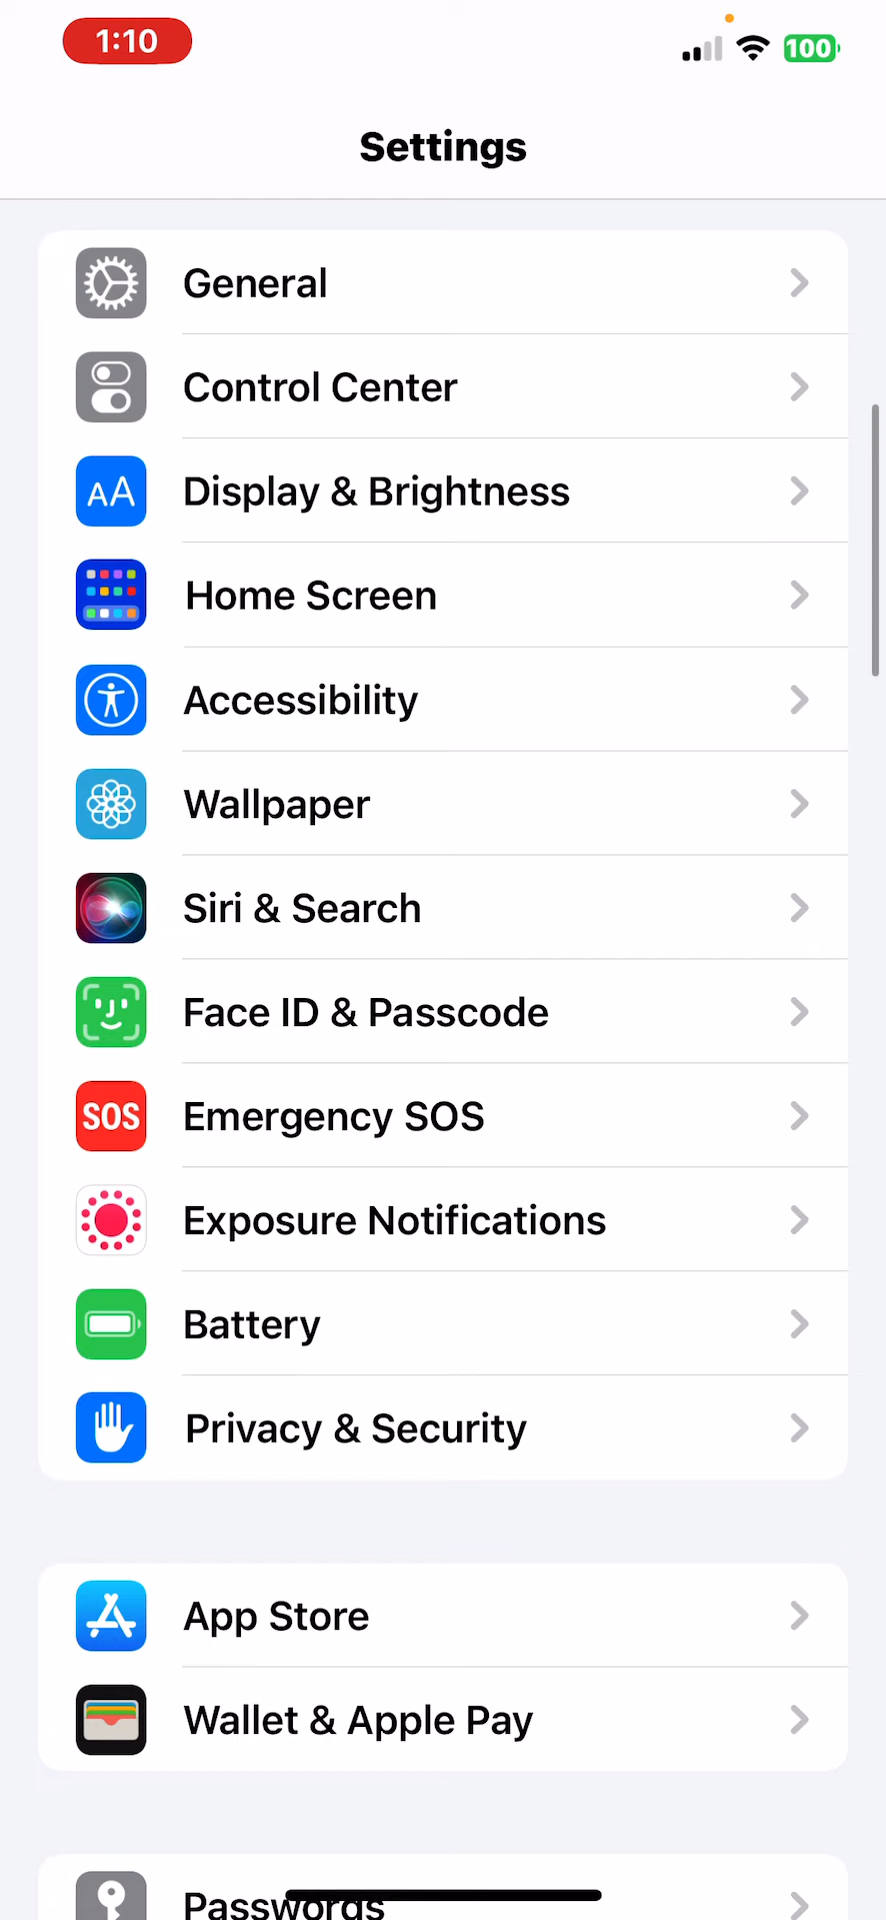 1:10
100
Settings
General
Control Center
AA
Display & Brightness
Home Screen
Accessibility
Wallpaper
Siri & Search
Face ID & Passcode
SOS
Emergency SOS
Exposure Notifications
Battery
Privacy & Security
App Store
Wallet & Apple Pay
Passwords